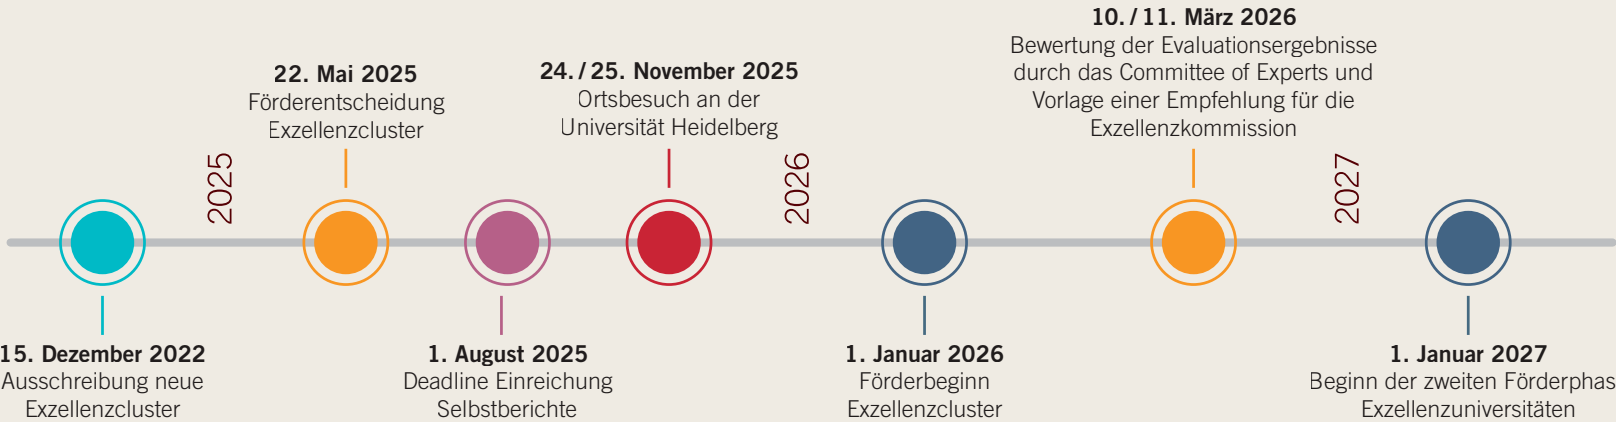 15. Dezember 2022
Ausschreibung neue
Exzellenzcluster
2025
22. Mai 2025
Förderentscheidung
Exzellenzcluster
1. August 2025
Deadline Einreichung
Selbstberichte
24. / 25. November 2025
Ortsbesuch an der
Universität Heidelberg
2026
1. Januar 2026
Förderbeginn
Exzellenzcluster
10. / 11. März 2026
Bewertung der Evaluationsergebnisse
durch das Committee of Experts und
Vorlage einer Empfehlung für die
Exzellenzkommission
2027
1. Januar 2027
Beginn der zweiten Förderphas
Exzellenzuniversitäten